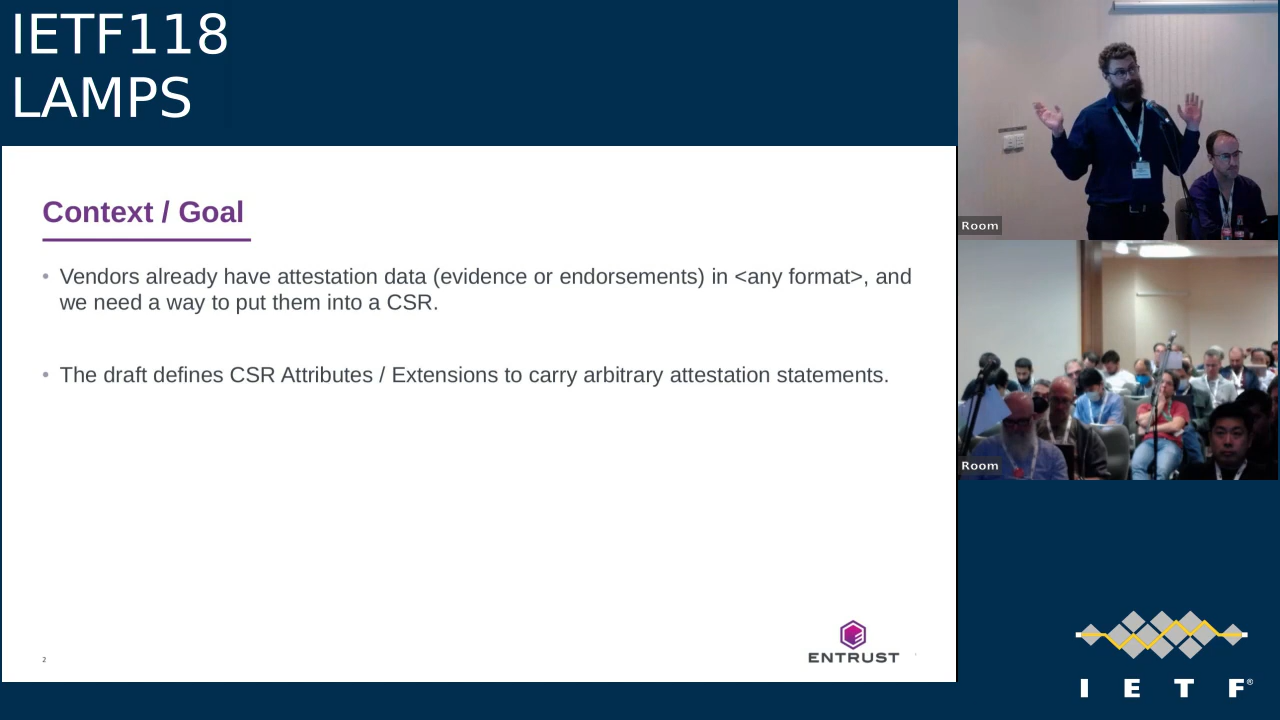 IETF118
LAMPS
Context / Goal
• Vendors already have attestation data (evidence or endorsements) in <any format>, and
we need a way to put them into a CSR.
• The draft defines CSR Attributes / Extensions to carry arbitrary attestation statements.
2
ENTRUST
Room
Room
I E T F®